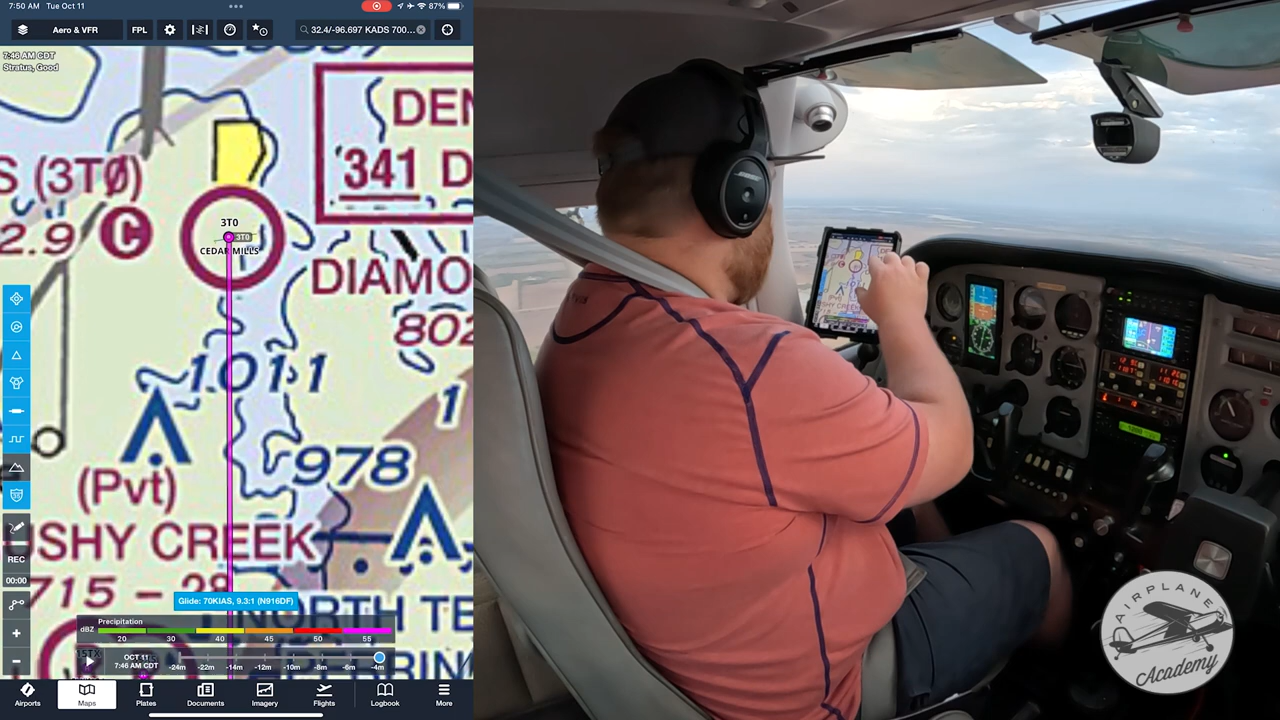 7:50 AM Tue Oct 11
87%
Aero & VFR
FPL
32.4/-96.697 KADS 700...
7:46 AM CDT
Stratus, Good
DEN
341 D
S (3TØ)
2.9
C
3T0
3T0
CEDAR MILLS
DIAMO
802
1011
1
978
(Pvt)
USHY CREEK
715 - 28
REC
00:00
Glide: 70KIAS, 9.3:1 (N916DF)
NORTH TE
Precipitation
dBZ
20 30 40 45 50 55
OCT 11
7:46 AM CDT
-24m -22m -14m -12m -10m -8m -6m -4m
Airports
Maps
Plates
Documents
Imagery
Flights
Logbook
More
BOSE
AIRPLANE
Academy